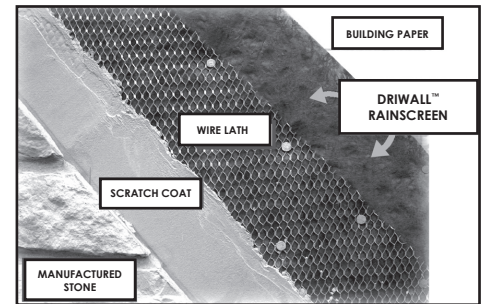 BUILDING PAPER
DRIWALL™
RAINSCREEN
WIRE LATH
SCRATCH COAT
MANUFACTURED
STONE